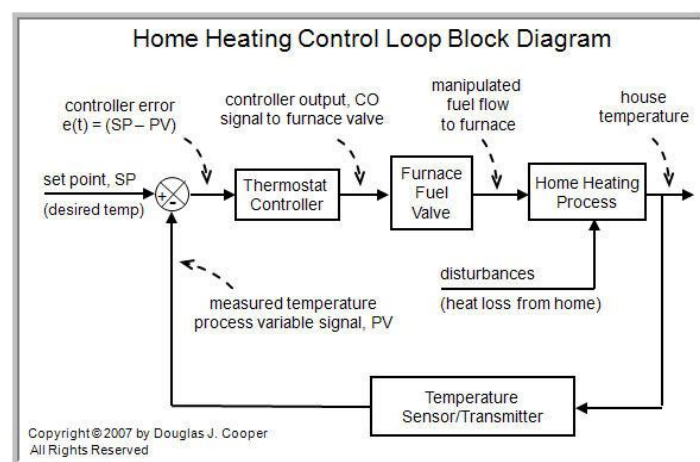 Home Heating Control Loop Block Diagram
controller error
e(t) = (SP – PV)
controller output, CO
signal to furnace valve
manipulated
fuel flow
to furnace
house
temperature
set point, SP
(desired temp)
+
-
Thermostat
Controller
Furnace
Fuel
Valve
Home Heating
Process
disturbances
(heat loss from home)
measured temperature
process variable signal, PV
Temperature
Sensor/Transmitter
Copyright © 2007 by Douglas J. Cooper
All Rights Reserved